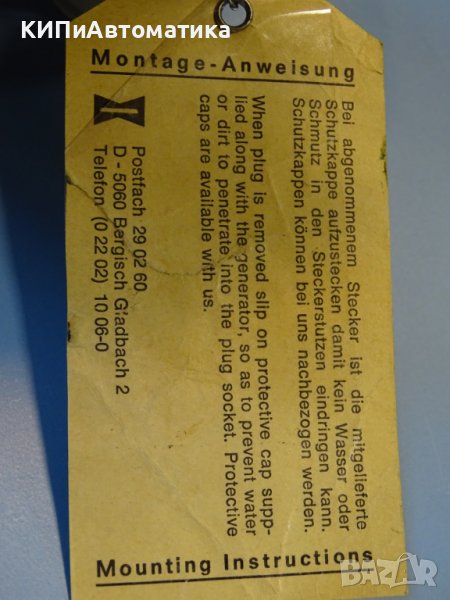 КИПиАвтоматика
Montage-Anweisung
Bei abgenommenem Stecker ist die mitgelieferte
Schutzkappe aufzustecken damit kein Wasser oder
Schmutz in den Steckerstutzen eindringen kann.
Schutzkappen können bei uns nachbezogen werden.
When plug is removed slip on protective cap supp-
lied along with the generator, so as to prevent water
or dirt to penetrate into the plug socket. Protective
caps are available with us.
Postfach 29 02 60
D - 5060 Bergisch Gladbach 2
Telefon (0 22 02) 10 06-0
Mounting Instructions
BAZAR